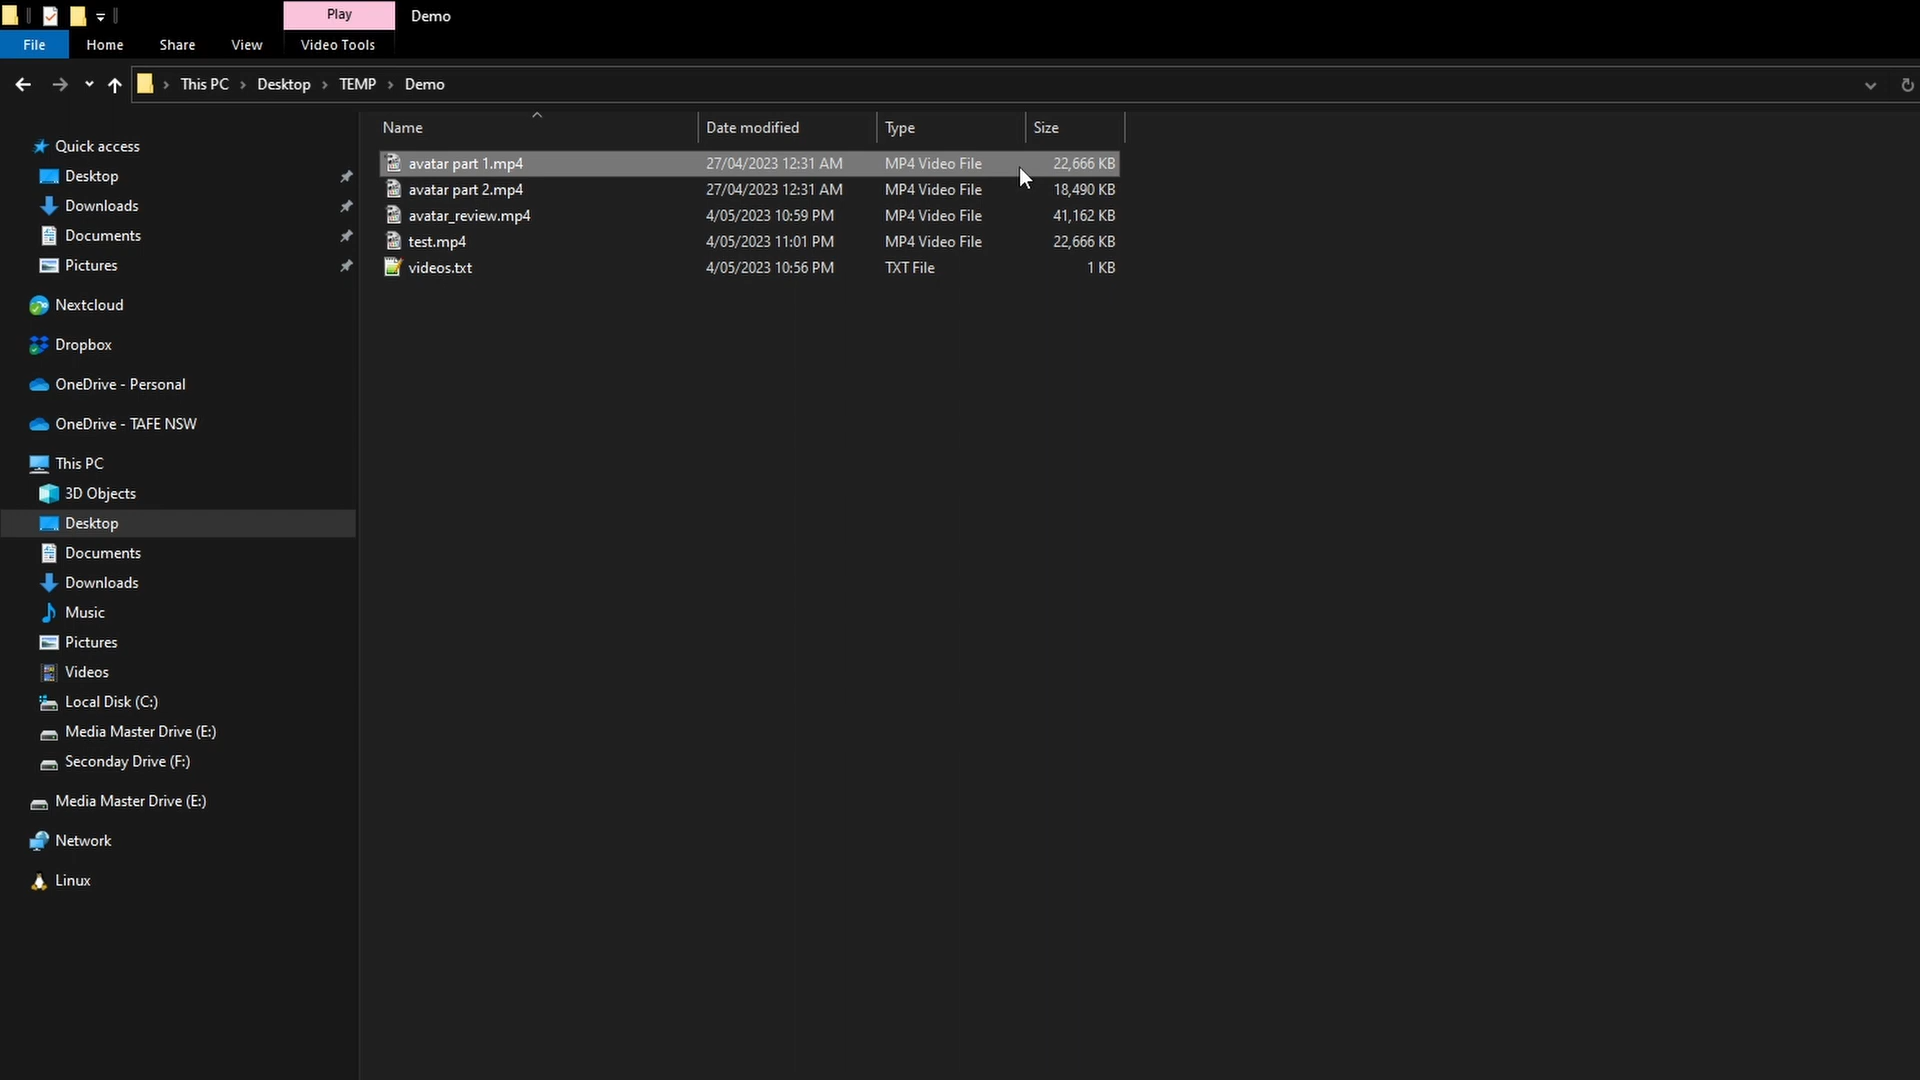 Play
Demo
File
Home
Share
View
Video Tools
This PC
Desktop
TEMP
Demo
Name
Date modified
Type
Size
avatar part 1.mp4
27/04/2023 12:31 AM
MP4 Video File
22,666 KB
avatar part 2.mp4
27/04/2023 12:31 AM
MP4 Video File
18,490 KB
avatar_review.mp4
4/05/2023 10:59 PM
MP4 Video File
41,162 KB
test.mp4
4/05/2023 11:01 PM
MP4 Video File
22,666 KB
videos.txt
4/05/2023 10:56 PM
TXT File
1 KB
Quick access
Desktop
Downloads
Documents
Pictures
Nextcloud
Dropbox
OneDrive - Personal
OneDrive - TAFE NSW
This PC
3D Objects
Desktop
Documents
Downloads
Music
Pictures
Videos
Local Disk (C:)
Media Master Drive (E:)
Seconday Drive (F:)
Media Master Drive (E:)
Network
Linux